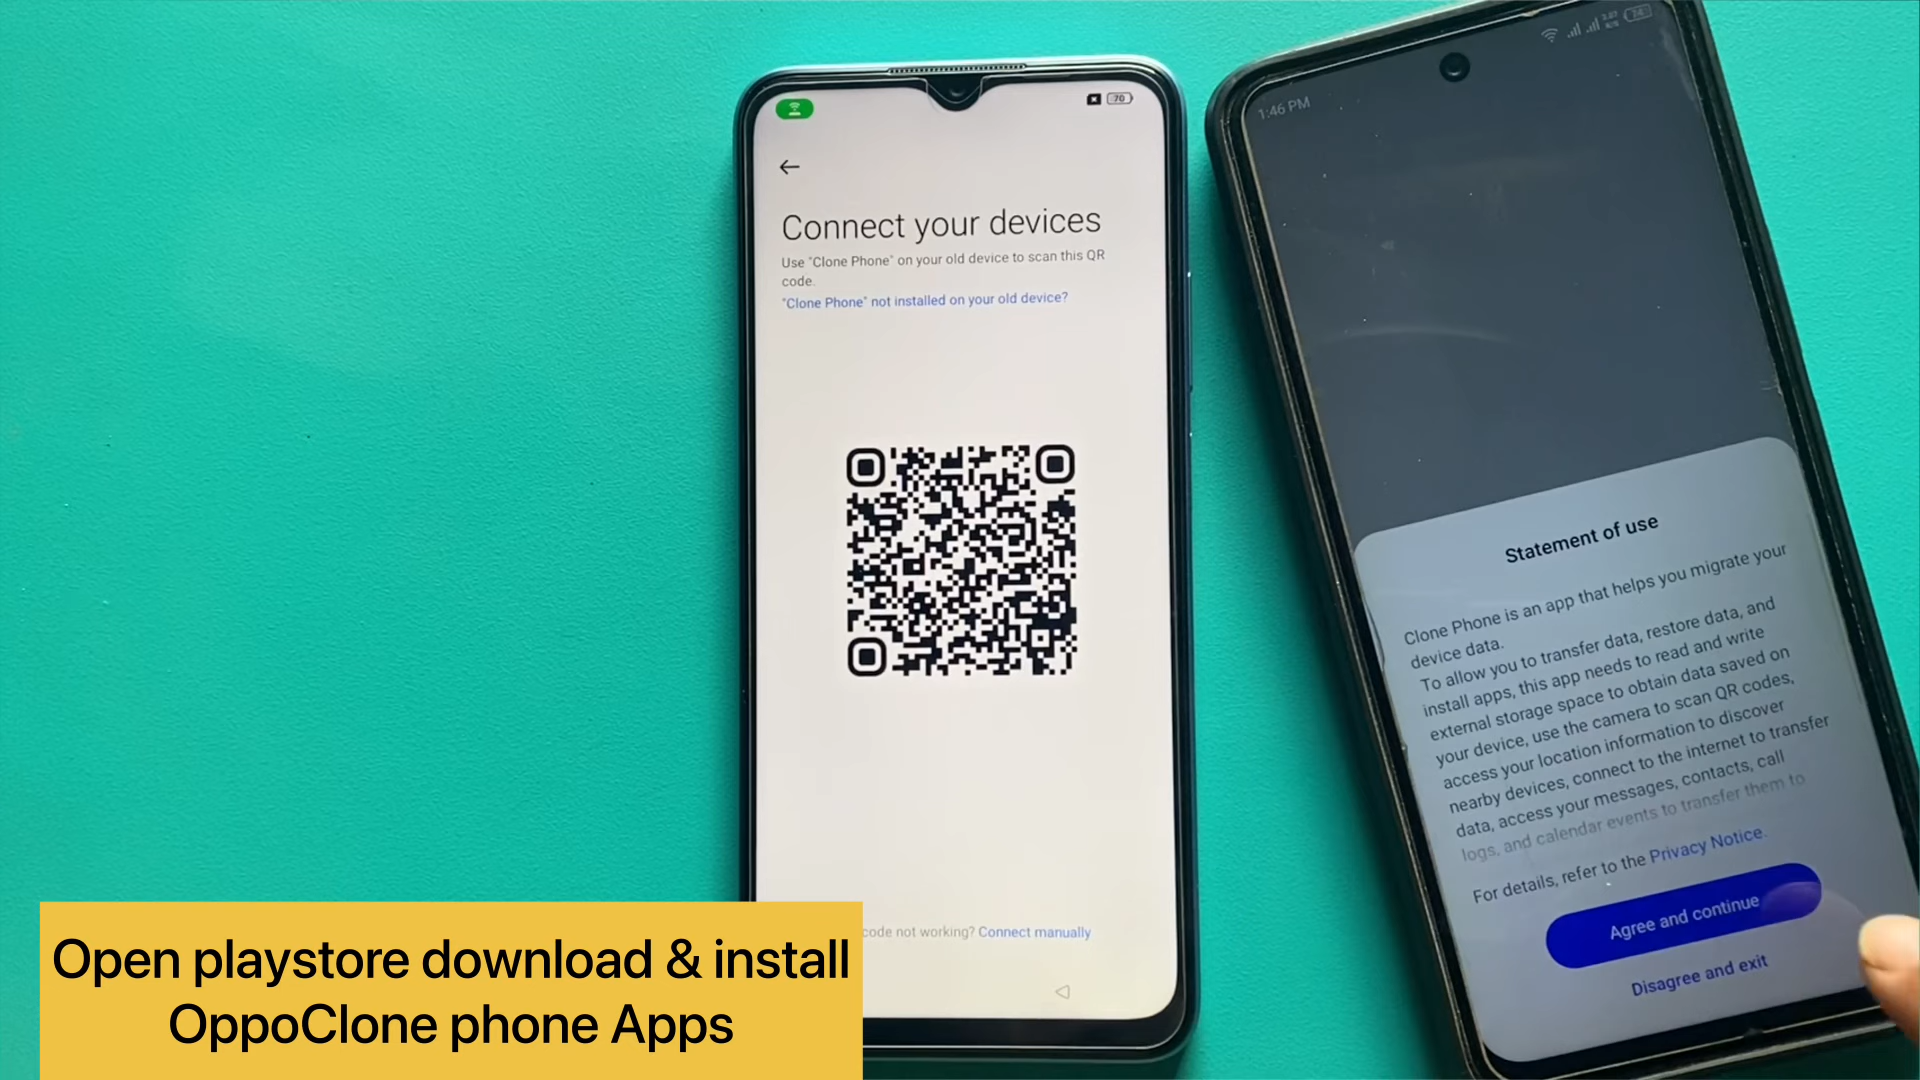 70
Connect your devices
Use "Clone Phone" on your old device to scan this QR
code.
"Clone Phone" not installed on your old device?
code not working? Connect manually
1:46 PM
74
Statement of use
Clone Phone is an app that helps you migrate your
device data.
To allow you to transfer data, restore data, and
install apps, this app needs to read and write
external storage space to obtain data saved on
your device, use the camera to scan QR codes,
access your location information to discover
nearby devices, connect to the internet to transfer
data, access your messages, contacts, call
logs, and calendar events to transfer them to
For details, refer to the Privacy Notice.
Agree and continue
Disagree and exit
Open playstore download & install
OppoClone phone Apps